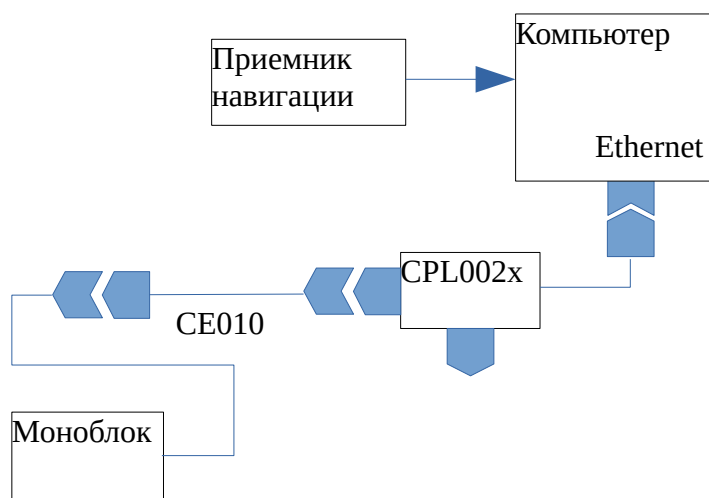 Компьютер
Приемник
навигации
Ethernet
CPL002x
CE010
Моноблок